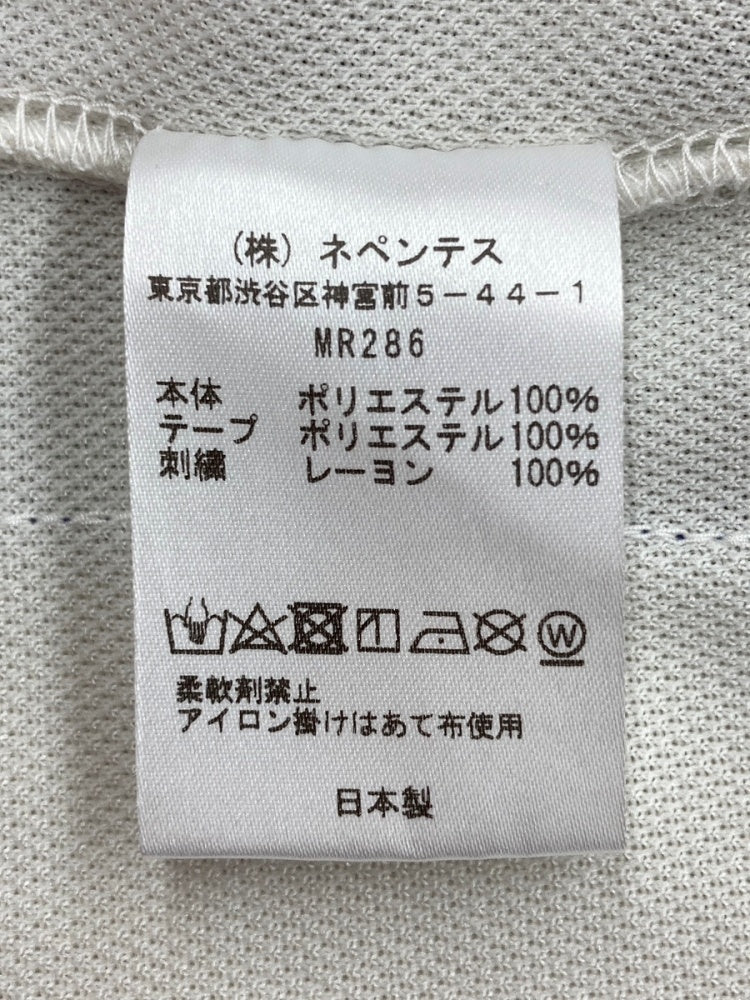 (株) ネペンテス
東京都渋谷区神宮前5-44-1
MR286
本体 ポリエステル100%
テープ ポリエステル100%
刺繍 レーヨン 100%
W
柔軟剤禁止
アイロン掛けはあて布使用
日本製